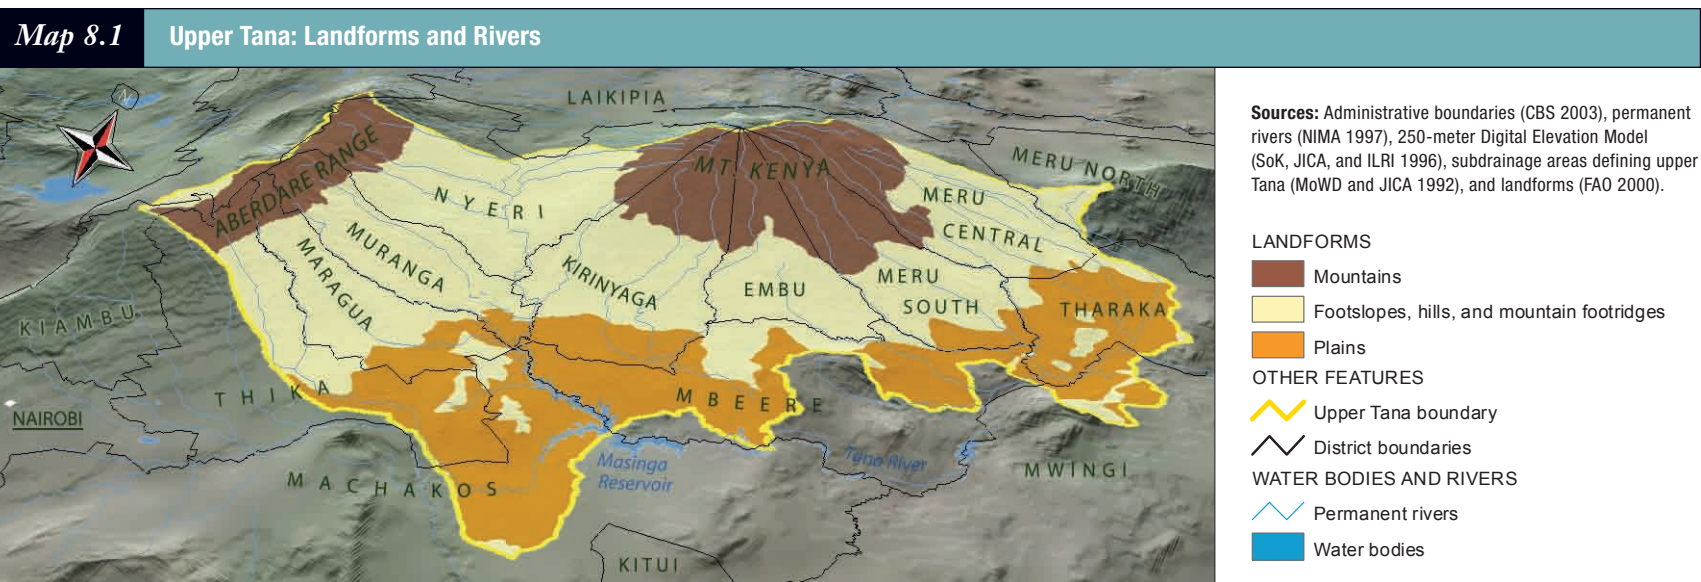 Map 8.1
Upper Tana: Landforms and Rivers
N
LAIKIPIA
MERU NORTH
ABERDARE RANGE
MT. KENYA
NYERI
MERU
CENTRAL
MURANGA
MARAGUA
KIRINYAGA
EMBU
MERU
SOUTH
THARAKA
KIAMBU
THIKA
MBEERE
NAIROBI
Masinga
Reservoir
Tana River
MWINGI
MACHAKOS
KITUI
Sources: Administrative boundaries (CBS 2003), permanent
rivers (NIMA 1997), 250-meter Digital Elevation Model
(SoK, JICA, and ILRI 1996), subdrainage areas defining upper
Tana (MoWD and JICA 1992), and landforms (FAO 2000).
LANDFORMS
Mountains
Footslopes, hills, and mountain footridges
Plains
OTHER FEATURES
Upper Tana boundary
District boundaries
WATER BODIES AND RIVERS
Permanent rivers
Water bodies